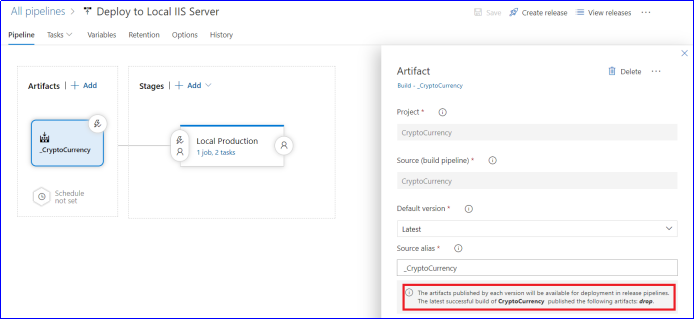 All pipelines > Deploy to Local IIS Server
Save Create release View releases ...
Pipeline Tasks Variables Retention Options History
Artifacts | + Add
Stages | + Add
_CryptoCurrency
Schedule
not set
Local Production
1 job, 2 tasks
Artifact
Delete ...
Build - _CryptoCurrency
Project *
CryptoCurrency
Source (build pipeline) *
CryptoCurrency
Default version *
Latest
Source alias *
_CryptoCurrency
The artifacts published by each version will be available for deployment in release pipelines.
The latest successful build of CryptoCurrency published the following artifacts: drop.